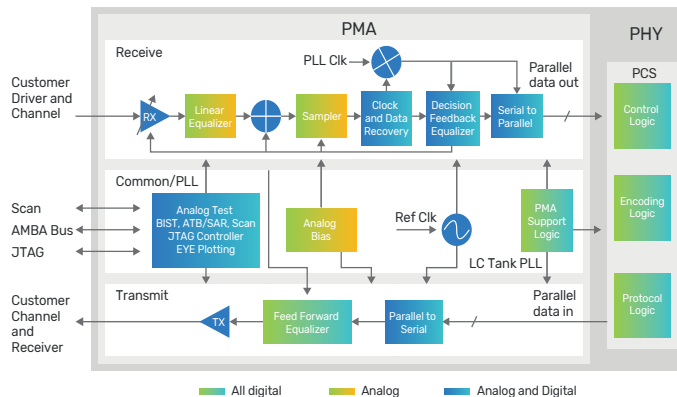 PMA
PHY
Receive
PLL Clk
Parallel
data out
PCS
Customer
Driver and
Channel
RX
Linear
Equalizer
Sampler
Clock
and Data
Recovery
Decision
Feedback
Equalizer
Serial to
Parallel
Control
Logic
Common/PLL
Scan
AMBA Bus
JTAG
Analog Test
BIST, ATB/SAR, Scan
JTAG Controller
EYE Plotting
Analog
Bias
Ref Clk
LC Tank PLL
PMA
Support
Logic
Encoding
Logic
Transmit
Customer
Channel
and
Receiver
TX
Feed Forward
Equalizer
Parallel to
Serial
Parallel
data in
Protocol
Logic
All digital
Analog
Analog and Digital